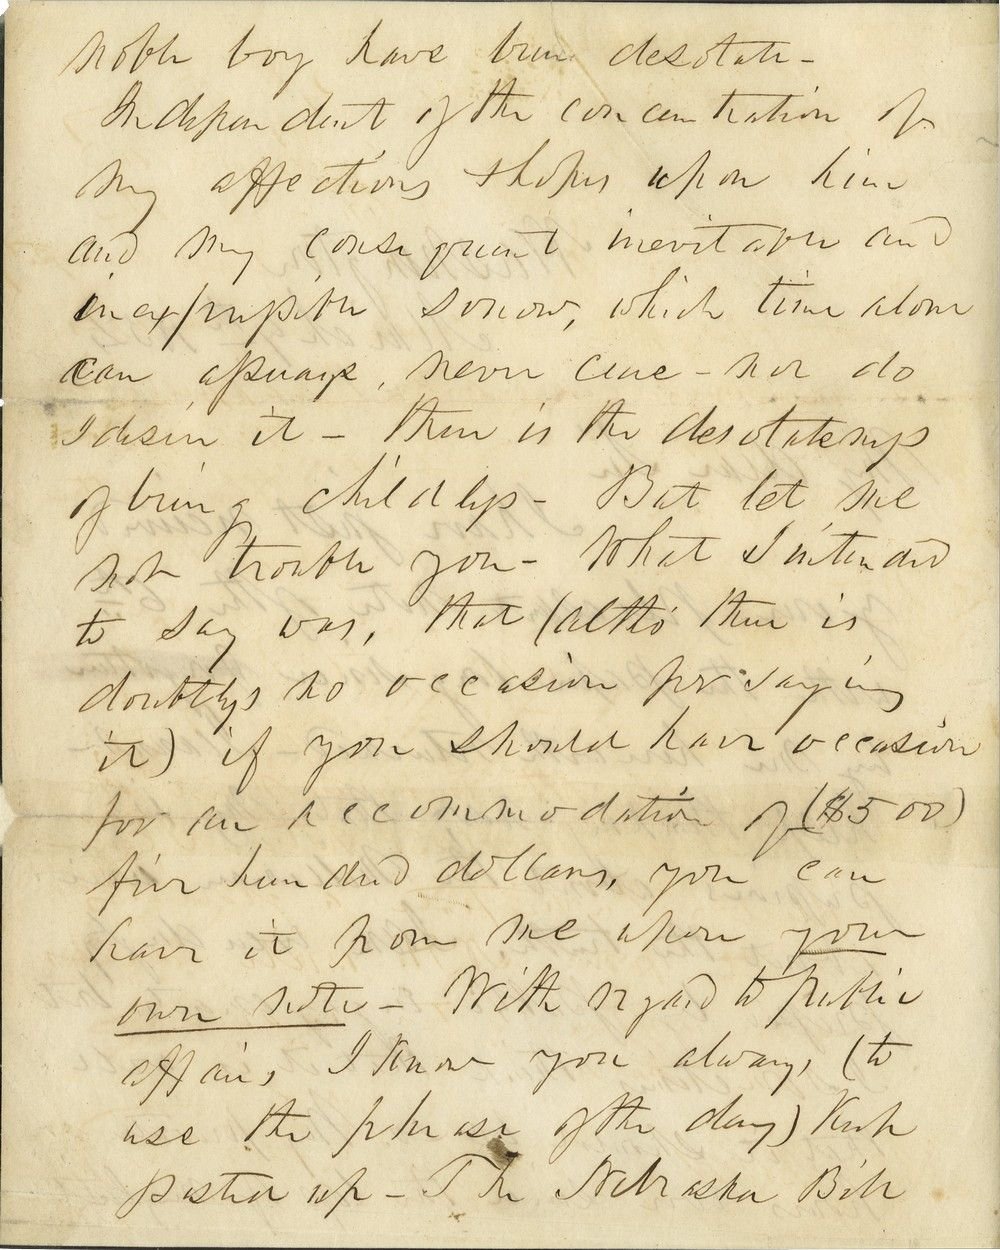 noble boy have been desolate -
Independent of the concentration of
my affections & hopes upon him
and my consequent inevitable and
inexpressible sorrow, which time alone
can assuage, never cure - nor do
I desire it - there is the desolateness
of being childless - But let me
not trouble you - What I intended
to say was, that (altho there is
doubtless no occasion for saying
it) if you should have occasion
for an accommodation of ($500)
five hundred dollars, you can
have it from me upon your
own note - With regard to public
affairs I know you always (to
use the phrase of the day) keep
posted up - The Nebraska Bill